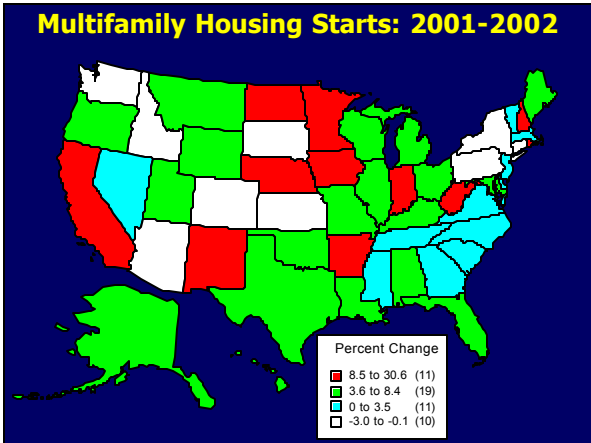 Multifamily Housing Starts: 2001-2002
Percent Change
8.5 to 30.6 (11)
3.6 to 8.4 (19)
0 to 3.5 (11)
-3.0 to -0.1 (10)